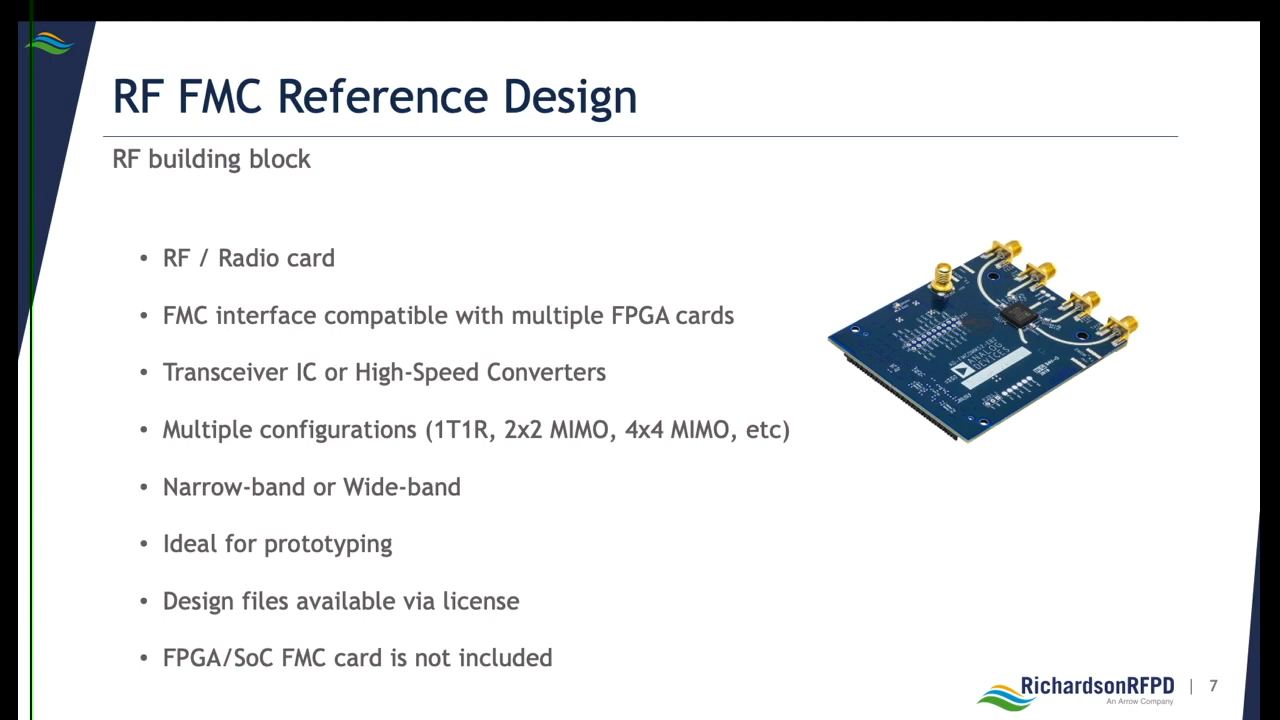 RF FMC Reference Design
RF building block
• RF / Radio card
• FMC interface compatible with multiple FPGA cards
• Transceiver IC or High-Speed Converters
• Multiple configurations (1T1R, 2x2 MIMO, 4x4 MIMO, etc)
• Narrow-band or Wide-band
• Ideal for prototyping
• Design files available via license
• FPGA/SoC FMC card is not included
ANALOG
DEVICES
RichardsonRFPD | 7
An Arrow Company